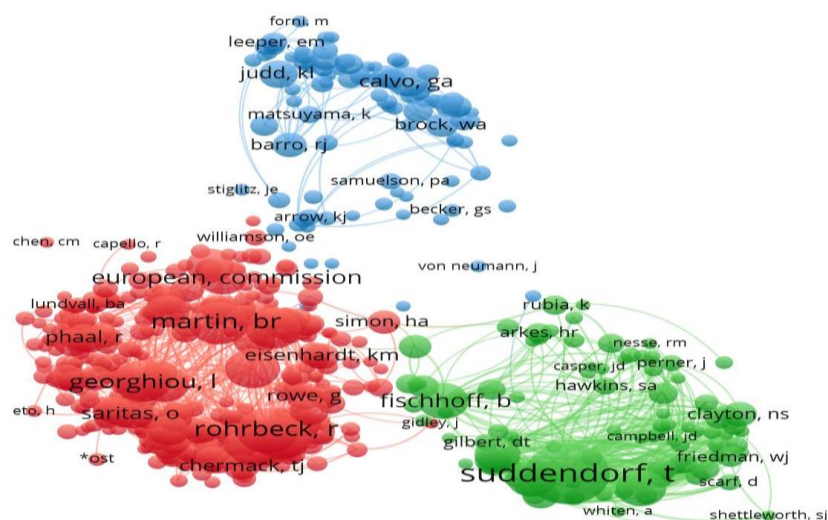 forni, m
leeper, em
judd, kl
calvo, ga
matsuyama, k
brock, wa
barro, rj
samuelson, pa
stiglitz, je
becker, gs
arrow, kj
williamson, oe
chen, cm
capello, r
european, commission
von neumann, j
lundvall, ba
rubia, k
martin, br
simon, ha
arkes, hr
phaal, r
nesse, rm
eisenhardt, km
casper, jd
perner, j
georghiou, l
hawkins, sa
rowe, g
fischhoff, b
eto, h
saritas, o
clayton, ns
gidley, j
rohrbeck, r
gilbert, dt
campbell, jd
*ost
chermack, tj
friedman, wj
suddendorf, t
scarf, d
whiten, a
shettleworth, sj